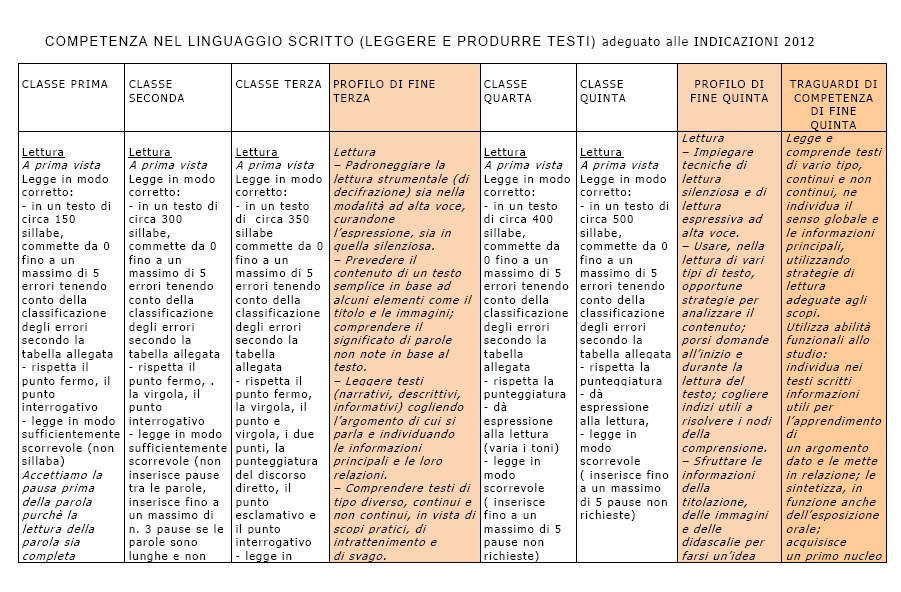 COMPETENZA NEL LINGUAGGIO SCRITTO (LEGGERE E PRODURRE TESTI) adeguato alle INDICAZIONI 2012
CLASSE PRIMA
CLASSE
SECONDA
CLASSE TERZA
PROFILO DI FINE
TERZA
CLASSE
QUARTA
CLASSE
QUINTA
PROFILO DI
FINE QUINTA
TRAGUARDI DI
COMPETENZA
DI FINE
QUINTA
Lettura
A prima vista
Legge in modo
corretto:
- in un testo di
circa 150
sillabe,
commette da 0
fino a un
massimo di 5
errori tenendo
conto della
classificazione
degli errori
secondo la
tabella allegata
- rispetta il
punto fermo, il
punto
interrogativo
- legge in modo
sufficientemente
scorrevole (non
sillaba)
Accettiamo la
pausa prima
della parola
purchè la
lettura della
parola sia
completa
Lettura
A prima vista
Legge in modo
corretto:
- in un testo di
circa 300
sillabe,
commette da 0
fino a un
massimo di 5
errori tenendo
conto della
classificazione
degli errori
secondo la
tabella allegata
- rispetta il
punto fermo, .
la virgola, il
punto
interrogativo
- legge in modo
sufficientemente
scorrevole (non
inserisce pause
tra le parole,
inserisce fino a
un massimo di
n. 3 pause se le
parole sono
lunghe e non
Lettura
A prima vista
Legge in modo
corretto:
- in un testo
di circa 350
sillabe
commette da 0
fino a un
massimo di 5
errori tenendo
conto della
classificazione
degli errori
secondo la
tabella
allegata
- rispetta il
punto fermo,
la virgola, il
punto e
virgola, i due
punti, la
punteggiatura
del discorso
diretto, il
punto
esclamativo e
il punto
interrogativo
- legge in
Lettura
– Padroneggiare la
lettura strumentale (di
decifrazione) sia nella
modalità ad alta voce,
curandone
l'espressione, sia in
quella silenziosa.
– Prevedere il
contenuto di un testo
semplice in base ad
alcuni elementi come il
titolo e le immagini;
comprendere il
significato di parole
non note in base al
testo.
– Leggere testi
(narrativi, descrittivi,
informativi) cogliendo
l'argomento di cui si
parla e individuando
le informazioni
principali e le loro
relazioni.
– Comprendere testi di
tipo diverso, continui e
non continui, in vista di
scopi pratici, di
intrattenimento e
di svago.
Lettura
A prima vista
Legge in modo
corretto:
- in un testo
di circa 400
sillabe,
commette da
0 fino a un
massimo di 5
errori tenendo
conto della
classificazione
degli errori
secondo la
tabella
allegata
- rispetta la
punteggiatura
- dà
espressione
alla lettura
(varia i toni)
- legge in
modo
scorrevole
( inserisce fino
a un
massimo di 5
pause non
richieste)
Lettura
A prima vista
Legge in modo
corretto:
- in un testo di
circa 500
sillabe,
commette da 0
fino a un
massimo di 5
errori tenendo
conto della
classificazione
degli errori
secondo la
tabella allegata
- rispetta la
punteggiatura
- dà
espressione
alla lettura,
- legge in
modo
scorrevole
( inserisce fino
a un massimo
di 5 pause non
richieste)
Lettura
– Impiegare
tecniche di
lettura
silenziosa e di
lettura
espressiva ad
alta voce.
– Usare, nella
lettura di vari
tipi di testo,
opportune
strategie per
analizzare il
contenuto;
porsi domande
all'inizio e
durante la
lettura del
testo; cogliere
indizi utili a
risolvere i nodi
della
comprensione.
– Sfruttare le
informazioni
della
titolazione,
delle immagini
e delle
didascalie per
farsi un'idea
Legge e
comprende testi
di vario tipo,
continui e non
continui, ne
individua il
senso globale e
le informazioni
principali,
utilizzando
strategie di
lettura
adeguate agli
scopi.
Utilizza abilità
funzionali allo
studio:
individua nei
testi scritti
informazioni
utili per
l'apprendimento
di
un argomento
dato e le mette
in relazione; le
sintetizza, in
funzione anche
dell'esposizione
orale;
acquisisce
un primo nucleo